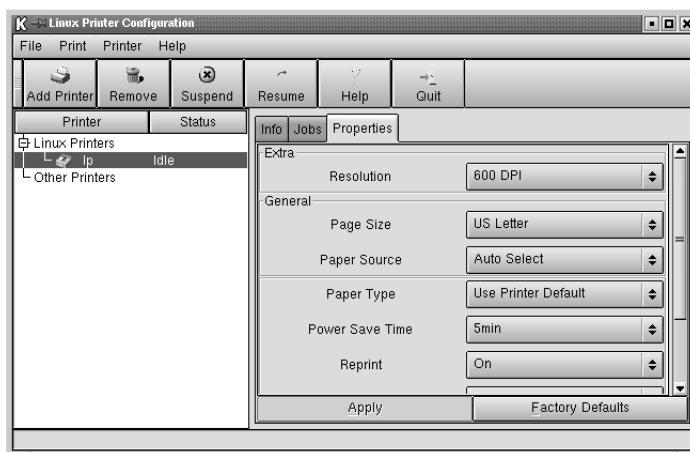 K Linux Printer Configuration
File Print Printer Help
Add Printer Remove Suspend Resume Help Quit
Printer Status
Info Jobs Properties
Linux Printers
lp Idle
Other Printers
Extra
Resolution 600 DPI
General
Page Size US Letter
Paper Source Auto Select
Paper Type Use Printer Default
Power Save Time 5min
Reprint On
Apply Factory Defaults